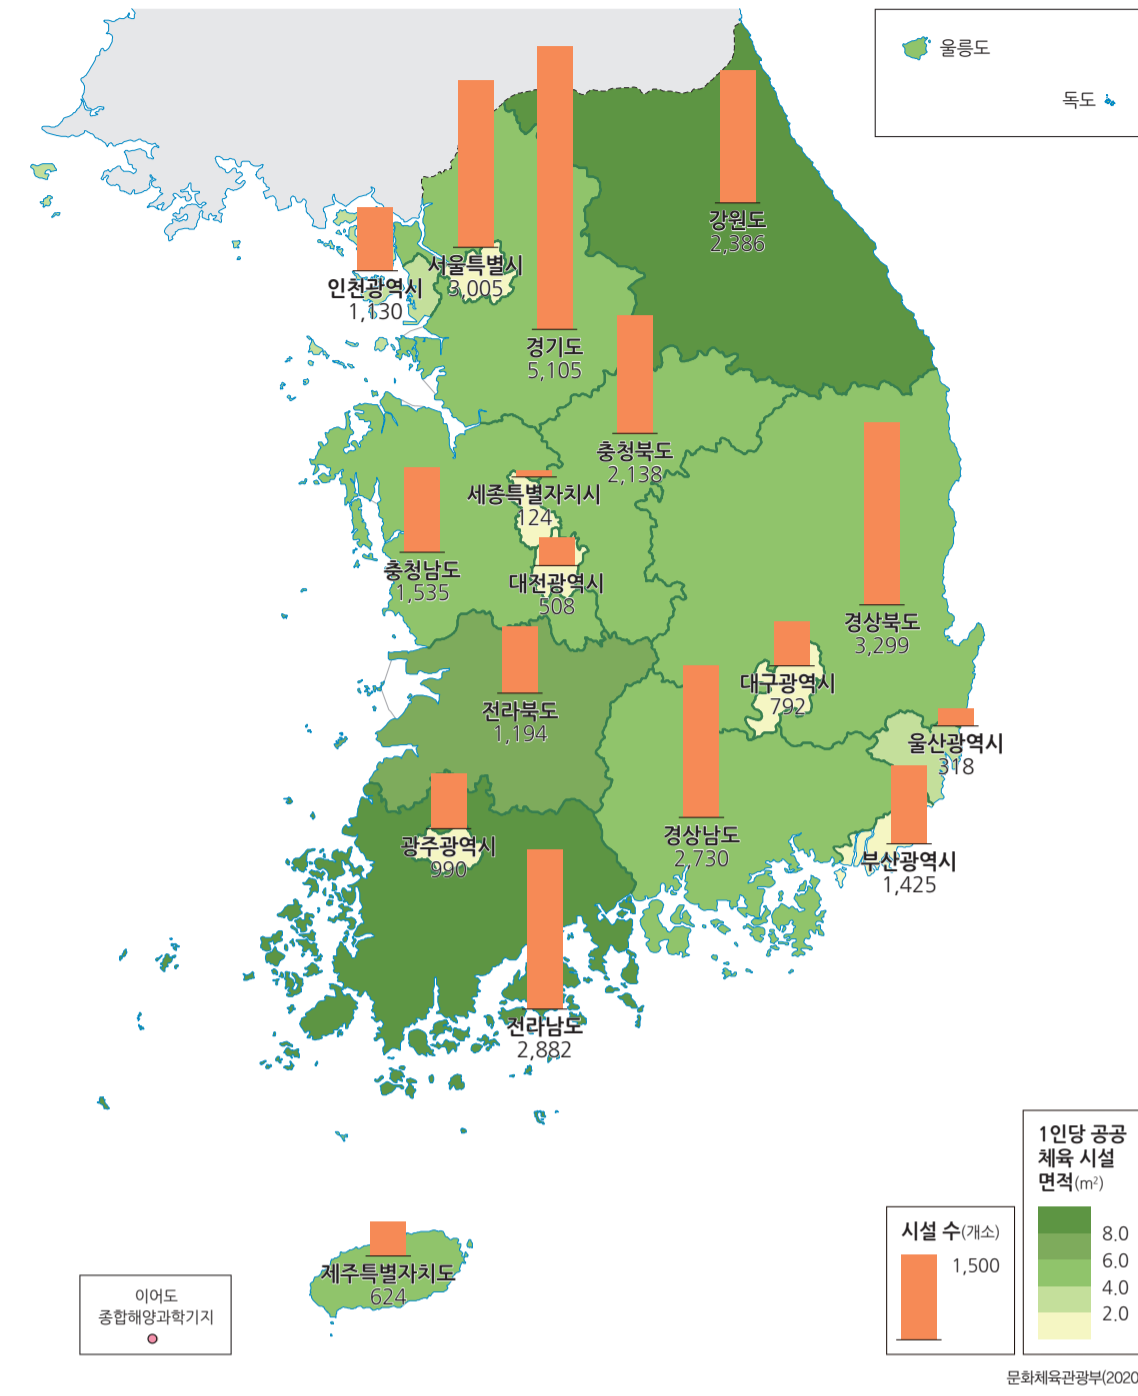 울릉도
독도
강원도
2,386
서울특별시
3,005
인천광역시
1,130
경기도
5,105
충청북도
2,138
세종특별자치시
124
충청남도
1,535
대전광역시
508
경상북도
3,299
대구광역시
792
전라북도
1,194
울산광역시
318
경상남도
2,730
광주광역시
990
부산광역시
1,425
전라남도
2,882
제주특별자치도
624
이어도
종합해양과학기지
시설 수(개소)
1,500
1인당 공공
체육 시설
면적(m²)
8.0
6.0
4.0
2.0
문화체육관광부(2020